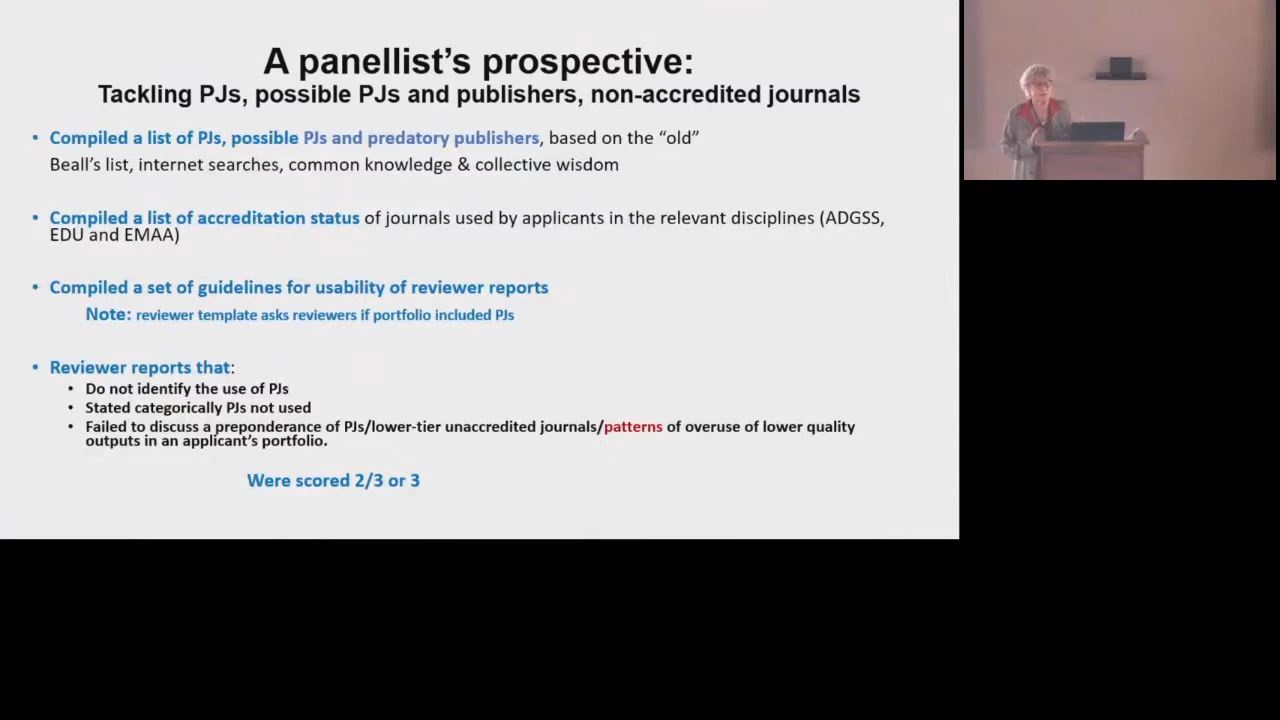 A panellist's prospective:
Tackling PJs, possible PJs and publishers, non-accredited journals
• Compiled a list of PJs, possible PJs and predatory publishers, based on the “old”
Beall’s list, internet searches, common knowledge & collective wisdom
• Compiled a list of accreditation status of journals used by applicants in the relevant disciplines (ADGSS,
EDU and EMAA)
• Compiled a set of guidelines for usability of reviewer reports
Note: reviewer template asks reviewers if portfolio included PJs
• Reviewer reports that:
• Do not identify the use of PJs
• Stated categorically PJs not used
• Failed to discuss a preponderance of PJs/lower-tier unaccredited journals/patterns of overuse of lower quality
outputs in an applicant’s portfolio.
Were scored 2/3 or 3